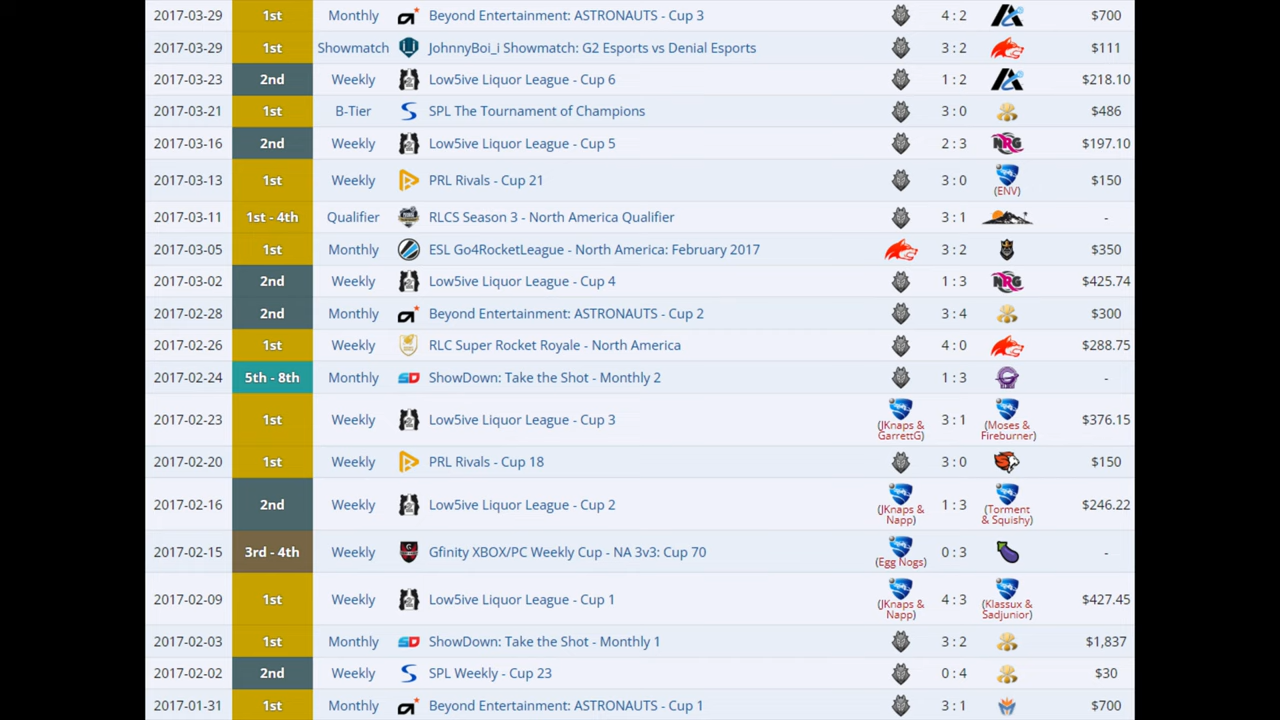 2017-03-29 1st Monthly Beyond Entertainment: ASTRONAUTS - Cup 3 4 : 2 $700
2017-03-29 1st Showmatch JohnnyBoi_i Showmatch: G2 Esports vs Denial Esports 3 : 2 $111
2017-03-23 2nd Weekly Low5ive Liquor League - Cup 6 1 : 2 $218.10
2017-03-21 1st B-Tier SPL The Tournament of Champions 3 : 0 $486
2017-03-16 2nd Weekly Low5ive Liquor League - Cup 5 2 : 3 NRG $197.10
2017-03-13 1st Weekly PRL Rivals - Cup 21 3 : 0 (ENV) $150
2017-03-11 1st - 4th Qualifier RLCS Season 3 - North America Qualifier 3 : 1
2017-03-05 1st Monthly ESL Go4RocketLeague - North America: February 2017 3 : 2 $350
2017-03-02 2nd Weekly Low5ive Liquor League - Cup 4 1 : 3 NRG $425.74
2017-02-28 2nd Monthly Beyond Entertainment: ASTRONAUTS - Cup 2 3 : 4 $300
2017-02-26 1st Weekly RLC Super Rocket Royale - North America 4 : 0 $288.75
2017-02-24 5th - 8th Monthly SD ShowDown: Take the Shot - Monthly 2 1 : 3 -
2017-02-23 1st Weekly Low5ive Liquor League - Cup 3 (JKnaps & GarrettG) 3 : 1 (Moses & Fireburner) $376.15
2017-02-20 1st Weekly PRL Rivals - Cup 18 3 : 0 $150
2017-02-16 2nd Weekly Low5ive Liquor League - Cup 2 (JKnaps & Napp) 1 : 3 (Torment & Squishy) $246.22
2017-02-15 3rd - 4th Weekly Gfinity XBOX/PC Weekly Cup - NA 3v3: Cup 70 (Egg Nogs) 0 : 3
2017-02-09 1st Weekly Low5ive Liquor League - Cup 1 (JKnaps & Napp) 4 : 3 (Klassux & Sadjunior) $427.45
2017-02-03 1st Monthly SD ShowDown: Take the Shot - Monthly 1 3 : 2 $1,837
2017-02-02 2nd Weekly SPL Weekly - Cup 23 0 : 4 $30
2017-01-31 1st Monthly Beyond Entertainment: ASTRONAUTS - Cup 1 3 : 1 $700